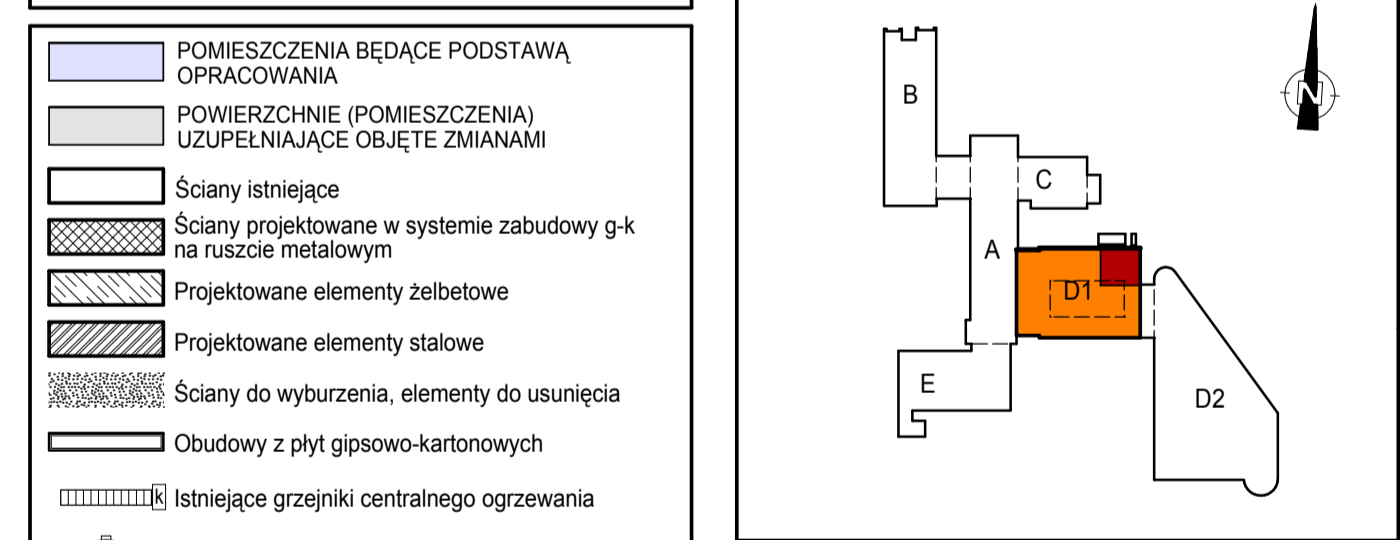 POMIESZCZENIA BĘDĄCE PODSTAWĄ
OPRACOWANIA
POWIERZCHNIE (POMIESZCZENIA)
UZUPEŁNIAJĄCE OBJĘTE ZMIANAMI
Ściany istniejące
Ściany projektowane w systemie zabudowy g-k
na ruszcie metalowym
Projektowane elementy żelbetowe
Projektowane elementy stalowe
Ściany do wyburzenia, elementy do usunięcia
Obudowy z płyt gipsowo-kartonowych
k Istniejące grzejniki centralnego ogrzewania
B
N
C
A
D1
E
D2